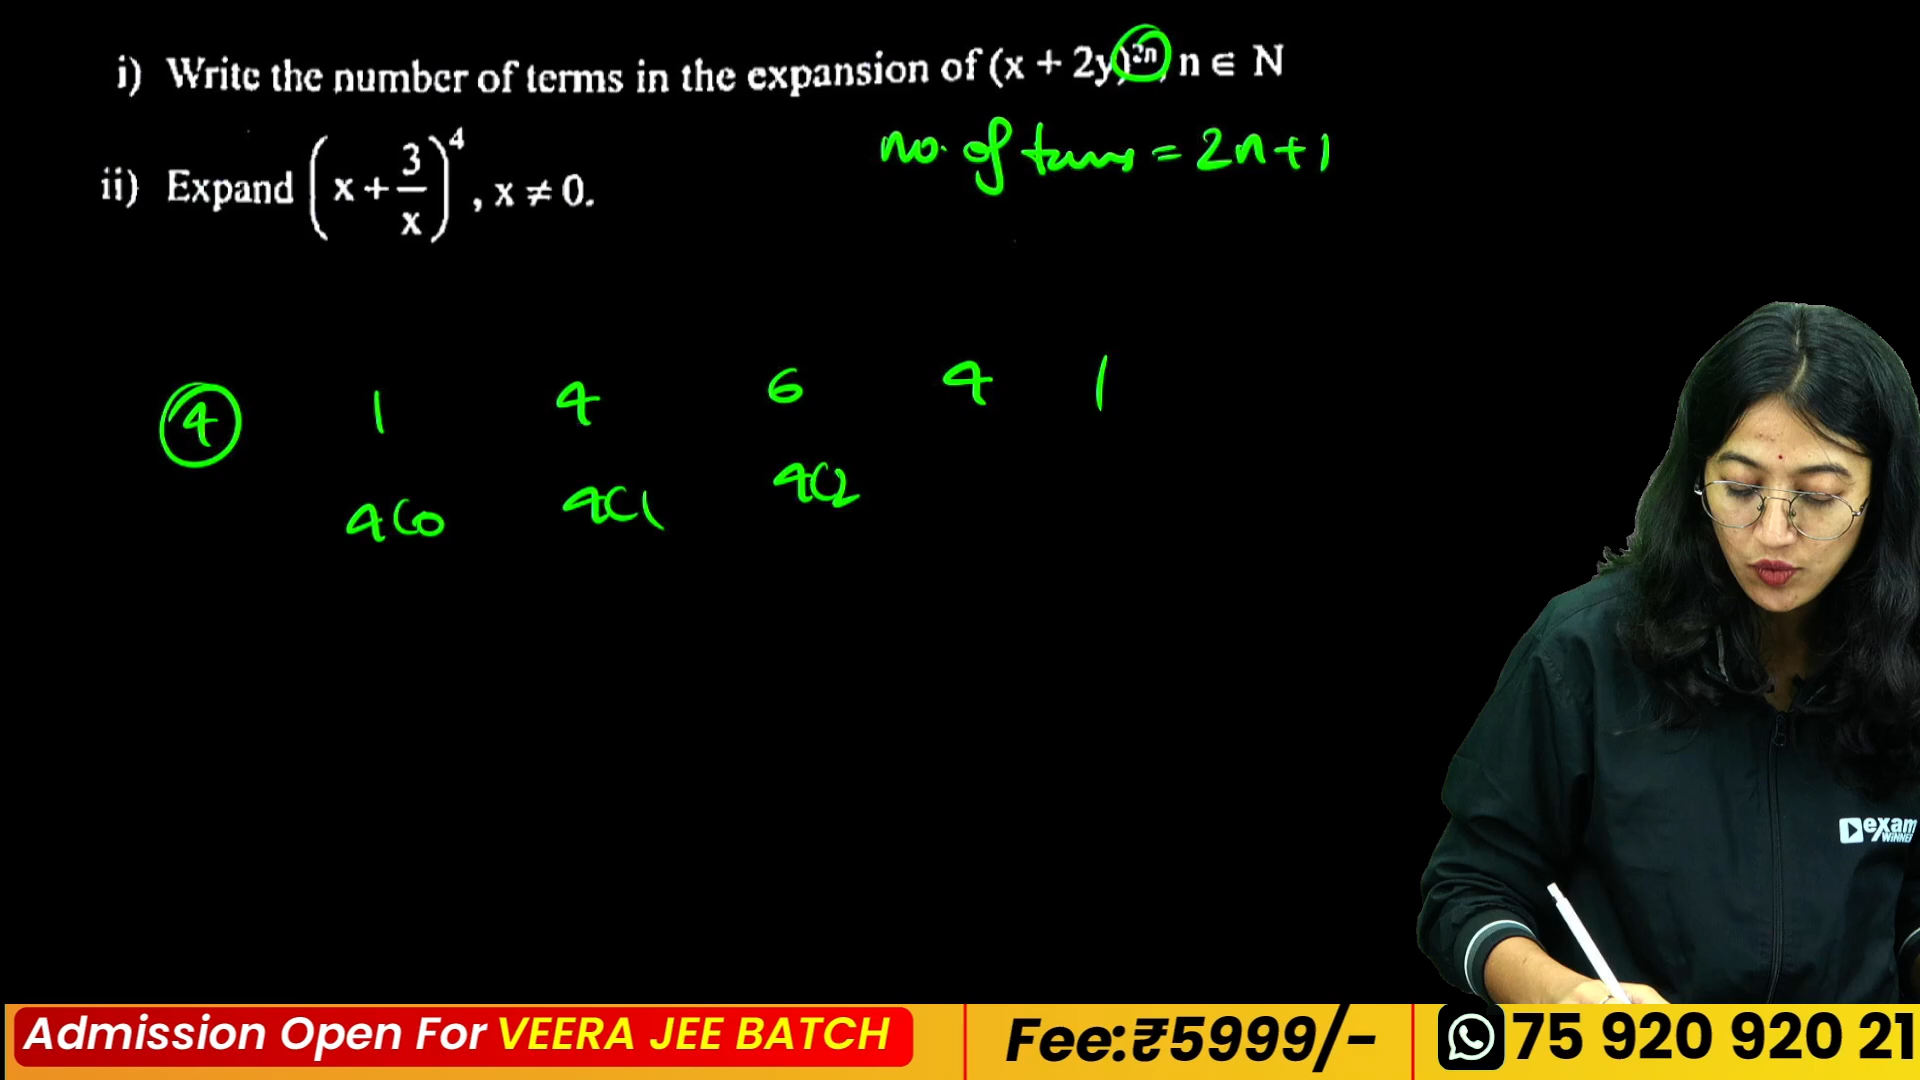 i) Write the number of terms in the expansion of (x + 2y)²ⁿ, n ∈ N
no. of terms = 2n+1
ii) Expand (x + 3/x)⁴, x ≠ 0.
4 1 4 6 4 1
4C0 4C1 4C2
exam
WINNER
Admission Open For VEERA JEE BATCH
Fee:₹5999/-
75 920 920 21